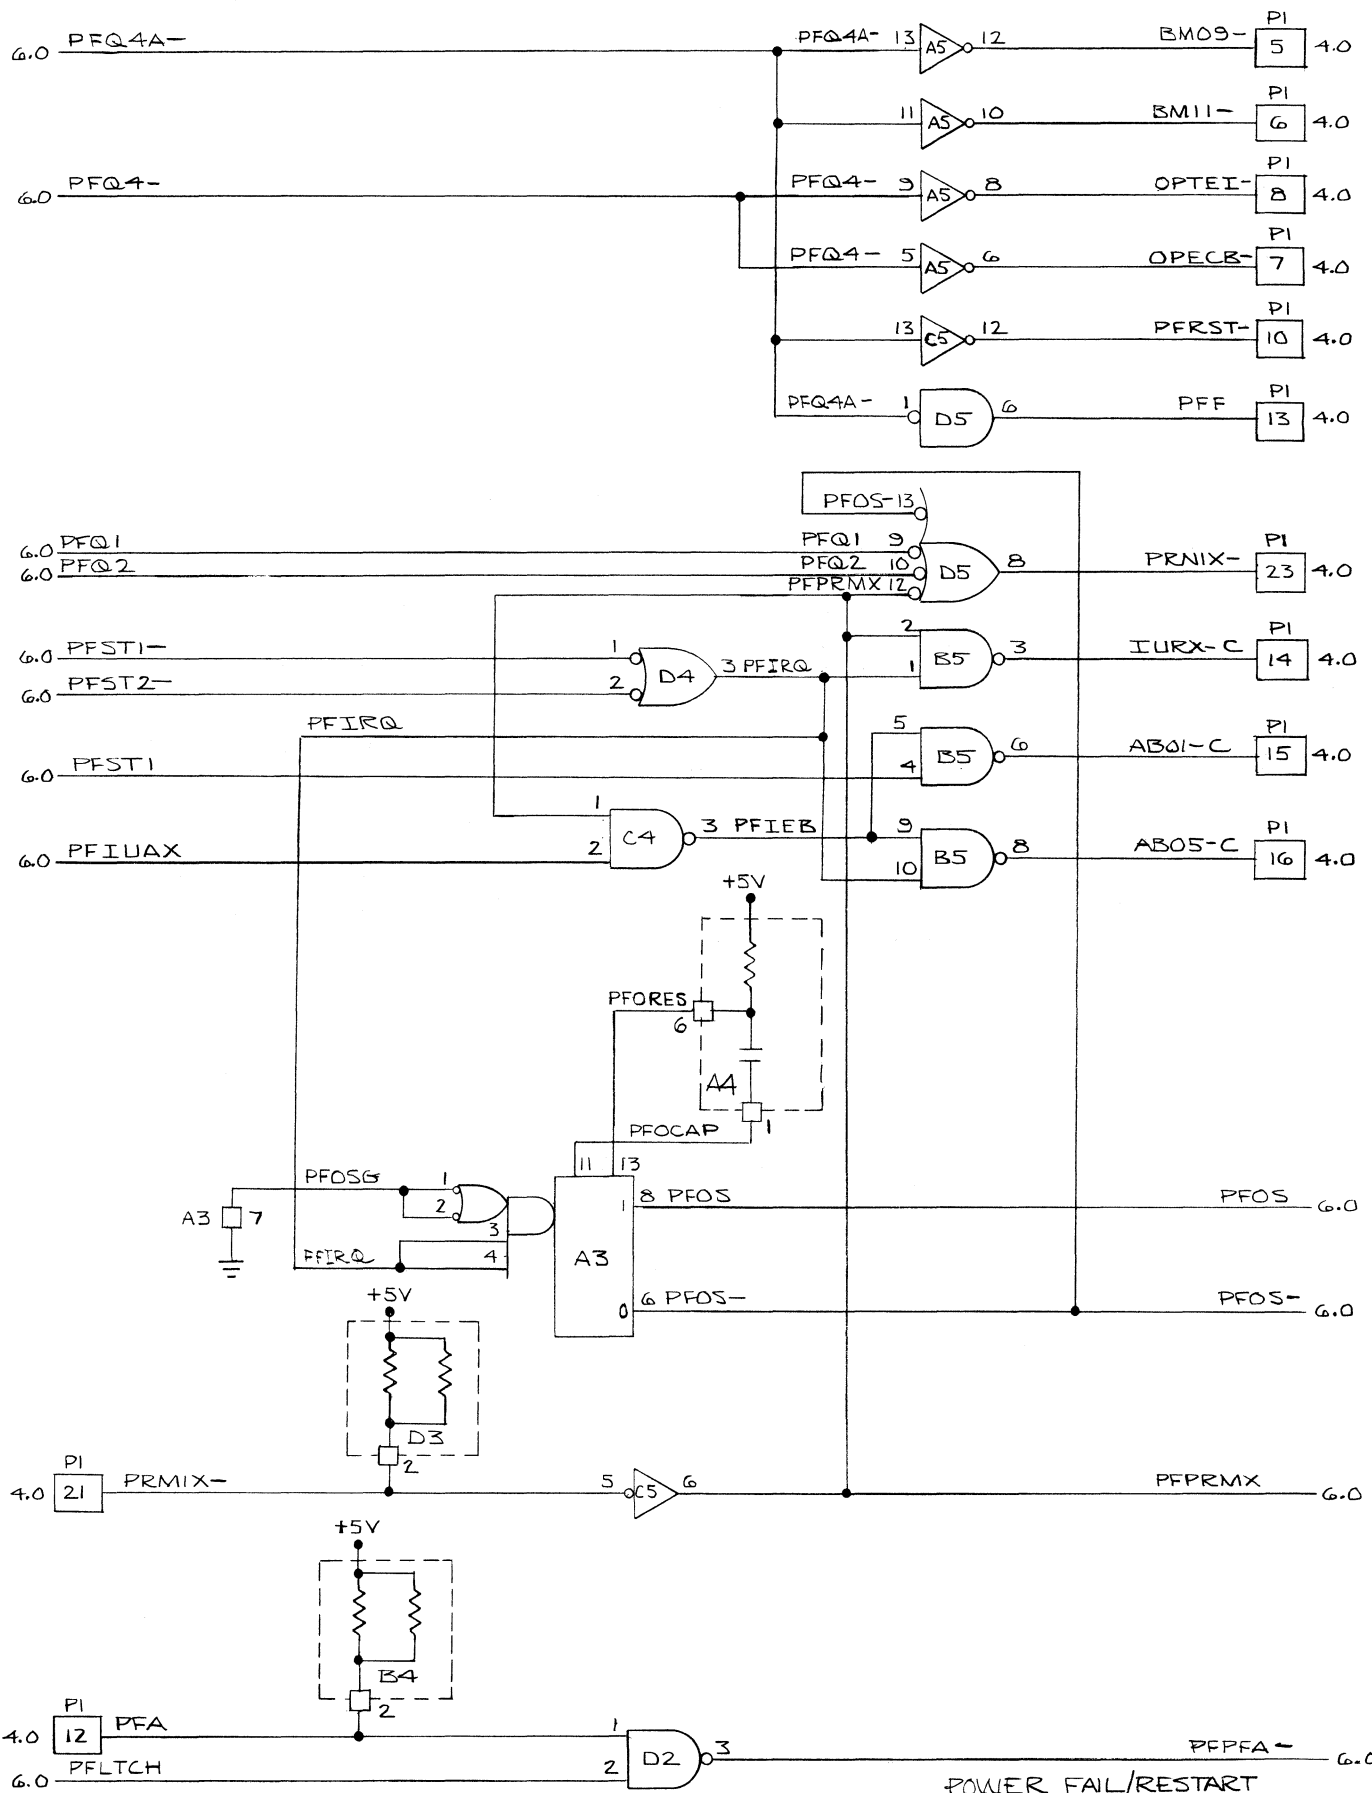 6.0 PFQ4A- PFQ4A- 13 A5 12 BM09- P1 5 4.0
11 A5 10 BM11- P1 6 4.0
6.0 PFQ4- PFQ4- 9 A5 8 OPTEI- P1 8 4.0
PFQ4- 5 A5 6 OPECB- P1 7 4.0
13 C5 12 PFRST- P1 10 4.0
PFQ4A- 1 D5 6 PFF P1 13 4.0
PFOS- 13
6.0 PFQ1 PFQ1 9
6.0 PFQ2 PFQ2 10 D5 8 PRNIX- P1 23 4.0
PFPRMX 12
6.0 PFST1- 1 D4 3 PFIRQ 2 1 B5 3 IURX-C P1 14 4.0
6.0 PFST2- 2
PFIRQ
6.0 PFST1 5 4 B5 6 AB01-C P1 15 4.0
1 C4 3 PFIEB 9 10 B5 8 AB05-C P1 16 4.0
6.0 PFIUAX 2
+5V
PFORES 6
A4
PFOCAP 1
11 13
PFOSG 1 2
A3 7
PFIRQ 3 4
A3
1 8 PFOS PFOS 6.0
0 6 PFOS- PFOS- 6.0
+5V
D3
2
P1 21 4.0 PRMIX- 5 C5 6 PFPRMX 6.0
+5V
B4
2
P1 12 4.0 PFA 1
6.0 PFLTCH 2 D2 3 PFPFA- 6.0
POWER FAIL/RESTART